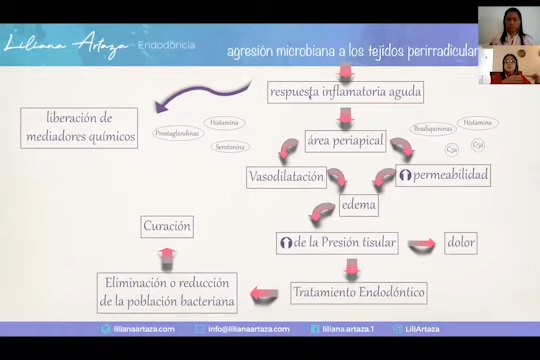 Liliana Artaza Endodoncia
agresión microbiana a los tejidos perirradicular
respuesta inflamatoria aguda
liberación de
mediadores químicos
Prostaglandinas
Histamina
Serotonina
área periapical
Bradiquininas
Histamina
C3a
C5a
Vasodilatación
permeabilidad
edema
Curación
de la Presión tisular
dolor
Eliminación o reducción
de la población bacteriana
Tratamiento Endodóntico
lilianaartaza.com
info@lilianaartaza.com
liliana.artaza.1
LiliArtaza